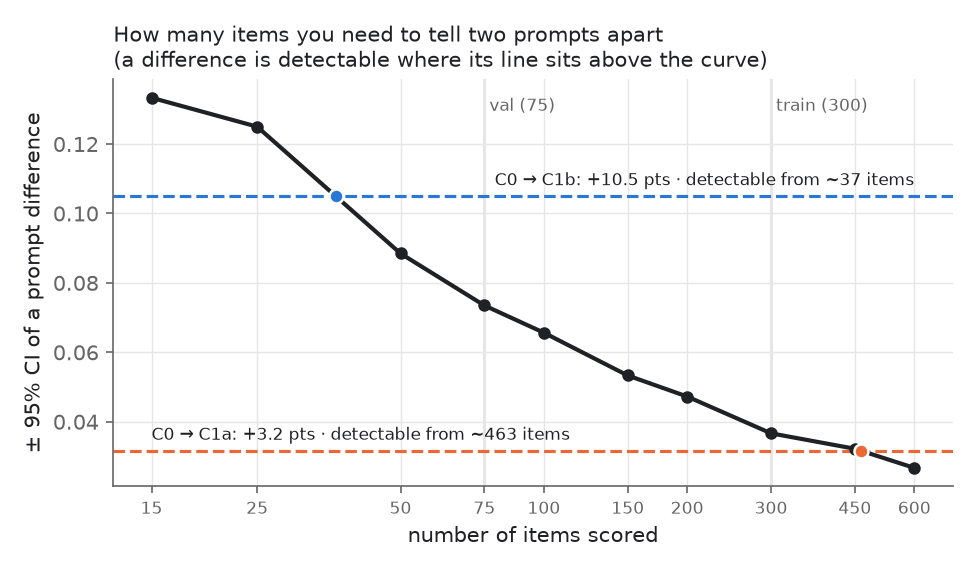 How many items you need to tell two prompts apart
(a difference is detectable where its line sits above the curve)
± 95% CI of a prompt difference
0.12
0.10
0.08
0.06
0.04
val (75)
train (300)
C0 → C1b: +10.5 pts · detectable from ~37 items
C0 → C1a: +3.2 pts · detectable from ~463 items
15
25
50
75
100
150
200
300
450
600
number of items scored